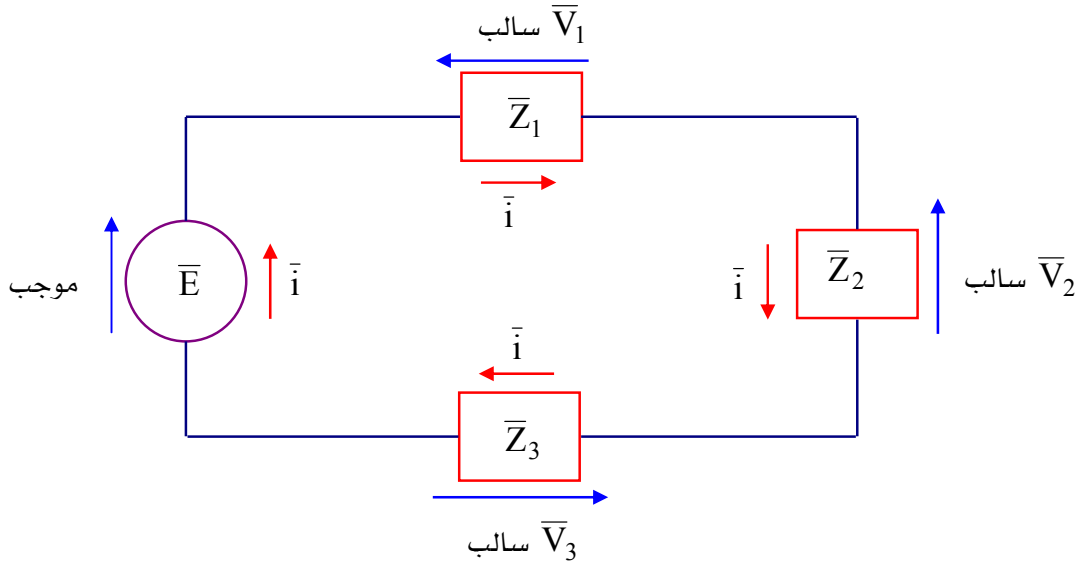 V̅₁ سالب
Z̅₁
i̅
موجب
E̅
i̅
i̅
Z̅₂
V̅₂ سالب
i̅
Z̅₃
V̅₃ سالب